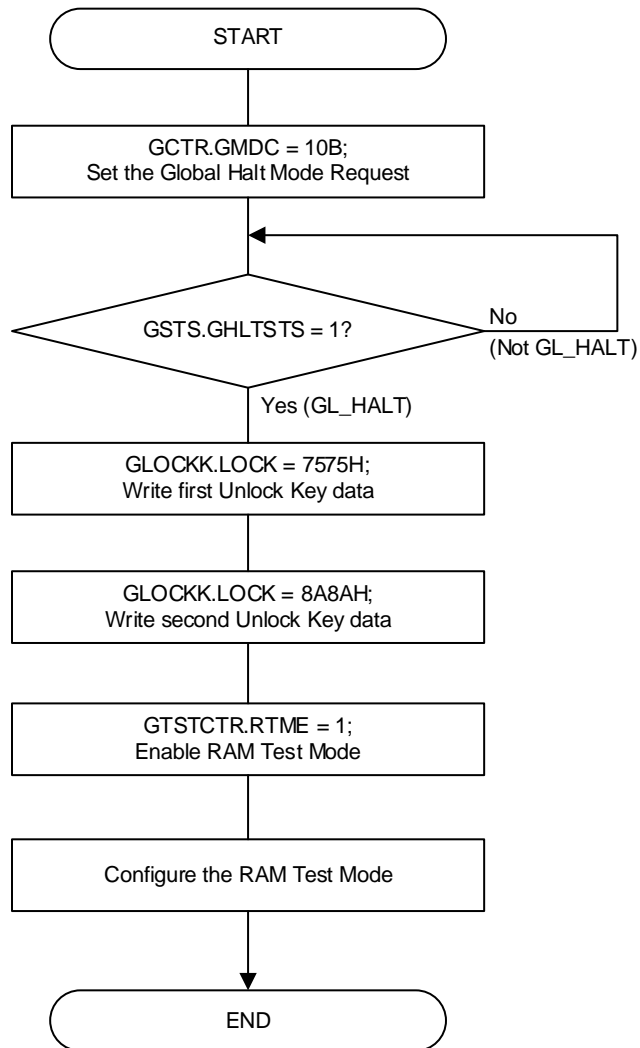 START
GCTR.GMDC = 10B;
Set the Global Halt Mode Request
GSTS.GHLTSTS = 1?
No
(Not GL_HALT)
Yes (GL_HALT)
GLOCKK.LOCK = 7575H;
Write first Unlock Key data
GLOCKK.LOCK = 8A8AH;
Write second Unlock Key data
GTSTCTR.RTME = 1;
Enable RAM Test Mode
Configure the RAM Test Mode
END